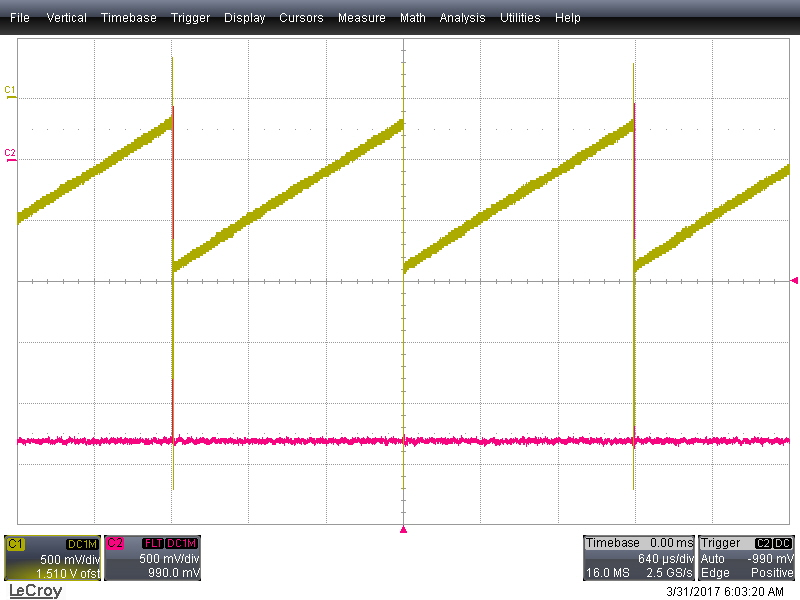 File Vertical Timebase Trigger Display Cursors Measure Math Analysis Utilities Help
C1
C2
C1 DC1M
500 mV/div
1.510 V ofst
C2 FLT DC1M
500 mV/div
990.0 mV
Timebase 0.00 ms
640 µs/div
16.0 MS 2.5 GS/s
Trigger C2 DC
Auto -990 mV
Edge Positive
LeCroy
3/31/2017 6:03:20 AM